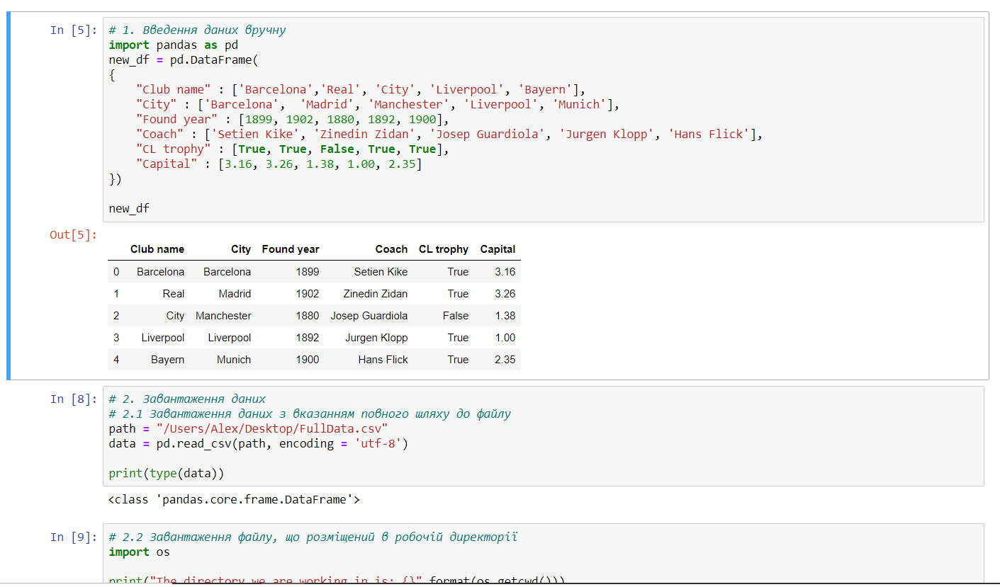 In [5]:
# 1. Введення даних вручну
import pandas as pd
new_df = pd.DataFrame(
{
    "Club name" : ['Barcelona','Real', 'City', 'Liverpool', 'Bayern'],
    "City" : ['Barcelona',  'Madrid', 'Manchester', 'Liverpool', 'Munich'],
    "Found year" : [1899, 1902, 1880, 1892, 1900],
    "Coach" : ['Setien Kike', 'Zinedin Zidan', 'Josep Guardiola', 'Jurgen Klopp', 'Hans Flick'],
    "CL trophy" : [True, True, False, True, True],
    "Capital" : [3.16, 3.26, 1.38, 1.00, 2.35]
})
new_df
Out[5]:
Club name City Found year Coach CL trophy Capital
0 Barcelona Barcelona 1899 Setien Kike True 3.16
1 Real Madrid 1902 Zinedin Zidan True 3.26
2 City Manchester 1880 Josep Guardiola False 1.38
3 Liverpool Liverpool 1892 Jurgen Klopp True 1.00
4 Bayern Munich 1900 Hans Flick True 2.35
In [8]:
# 2. Завантаження даних
# 2.1 Завантаження даних з вказанням повного шляху до файлу
path = "/Users/Alex/Desktop/FullData.csv"
data = pd.read_csv(path, encoding = 'utf-8')
print(type(data))
<class 'pandas.core.frame.DataFrame'>
In [9]:
# 2.2 Завантаження файлу, що розміщений в робочій директорії
import os
print("The directory we are working in is: {}".format(os.getcwd()))